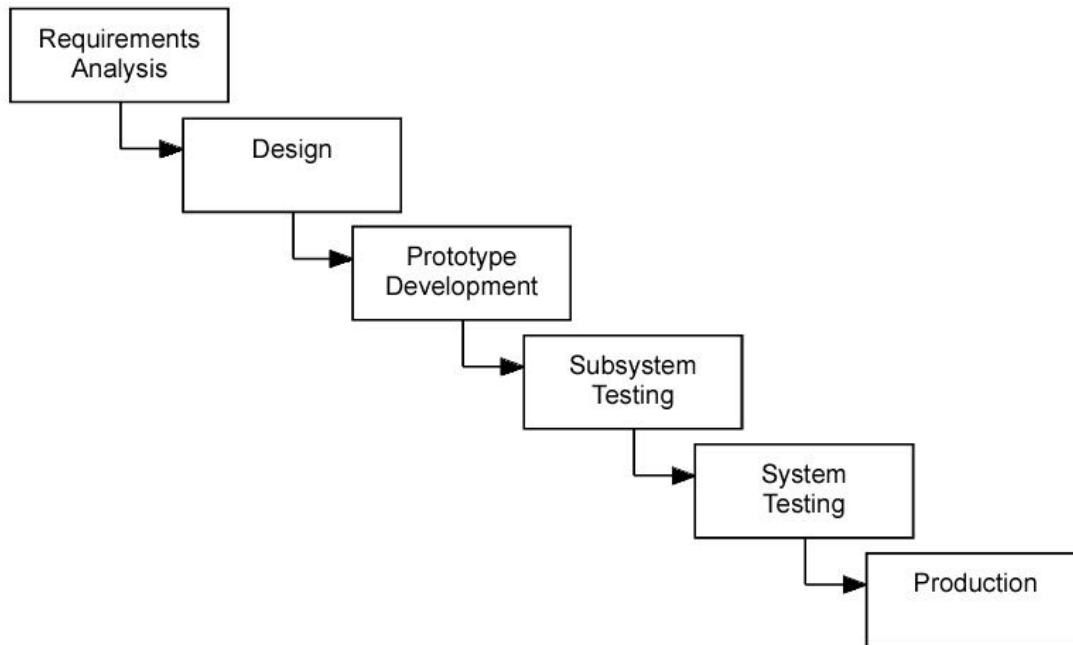 Requirements
Analysis
Design
Prototype
Development
Subsystem
Testing
System
Testing
Production